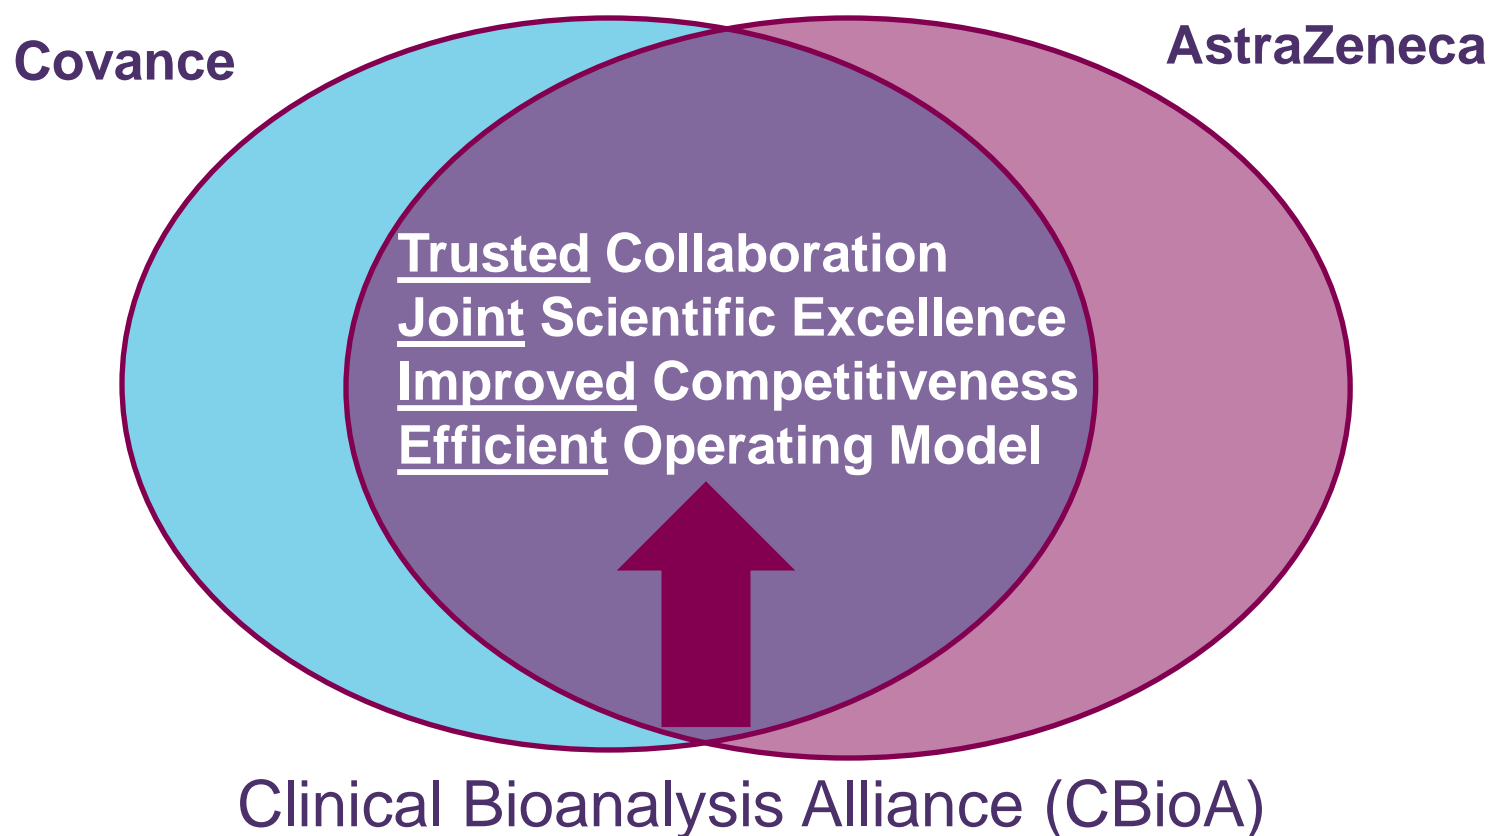 Covance
AstraZeneca
Trusted Collaboration
Joint Scientific Excellence
Improved Competitiveness
Efficient Operating Model
Clinical Bioanalysis Alliance (CBioA)